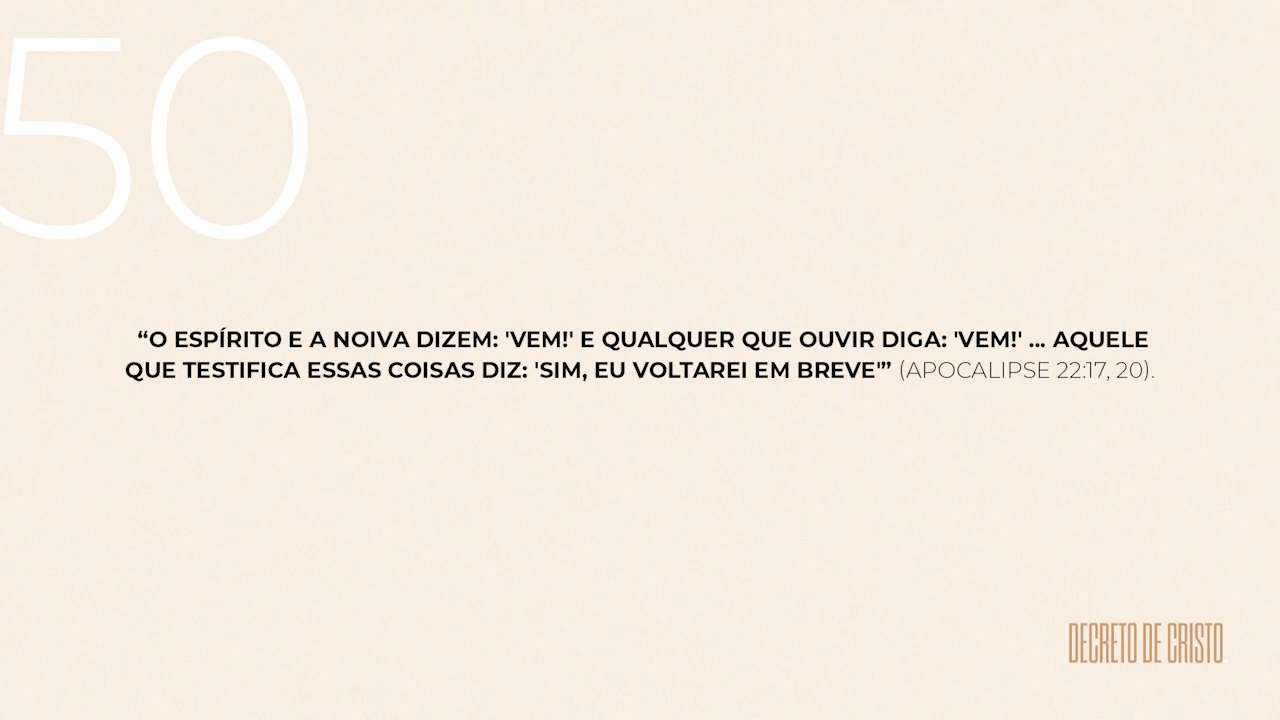 50
“O ESPÍRITO E A NOIVA DIZEM: 'VEM!' E QUALQUER QUE OUVIR DIGA: 'VEM!' ... AQUELE
QUE TESTIFICA ESSAS COISAS DIZ: 'SIM, EU VOLTAREI EM BREVE'” (APOCALIPSE 22:17, 20).
DECRETO DE CRISTO